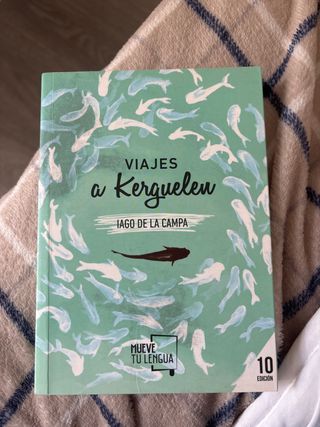 VIAJES
a Kerguelen
IAGO DE LA CAMPA
MUEVE
TU LENGUA
10
EDICIÓN